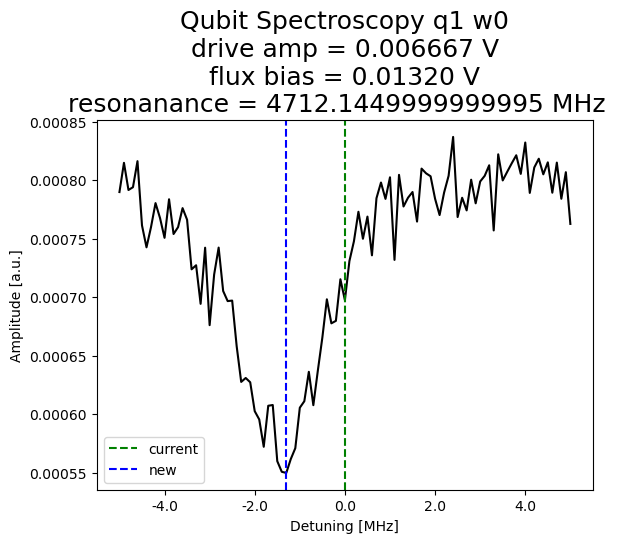 Qubit Spectroscopy q1 w0
drive amp = 0.006667 V
flux bias = 0.01320 V
resonanance = 4712.1449999999995 MHz
0.00085
0.00080
0.00075
0.00070
0.00065
0.00060
0.00055
Amplitude [a.u.]
current
new
-4.0 -2.0 0.0 2.0 4.0
Detuning [MHz]